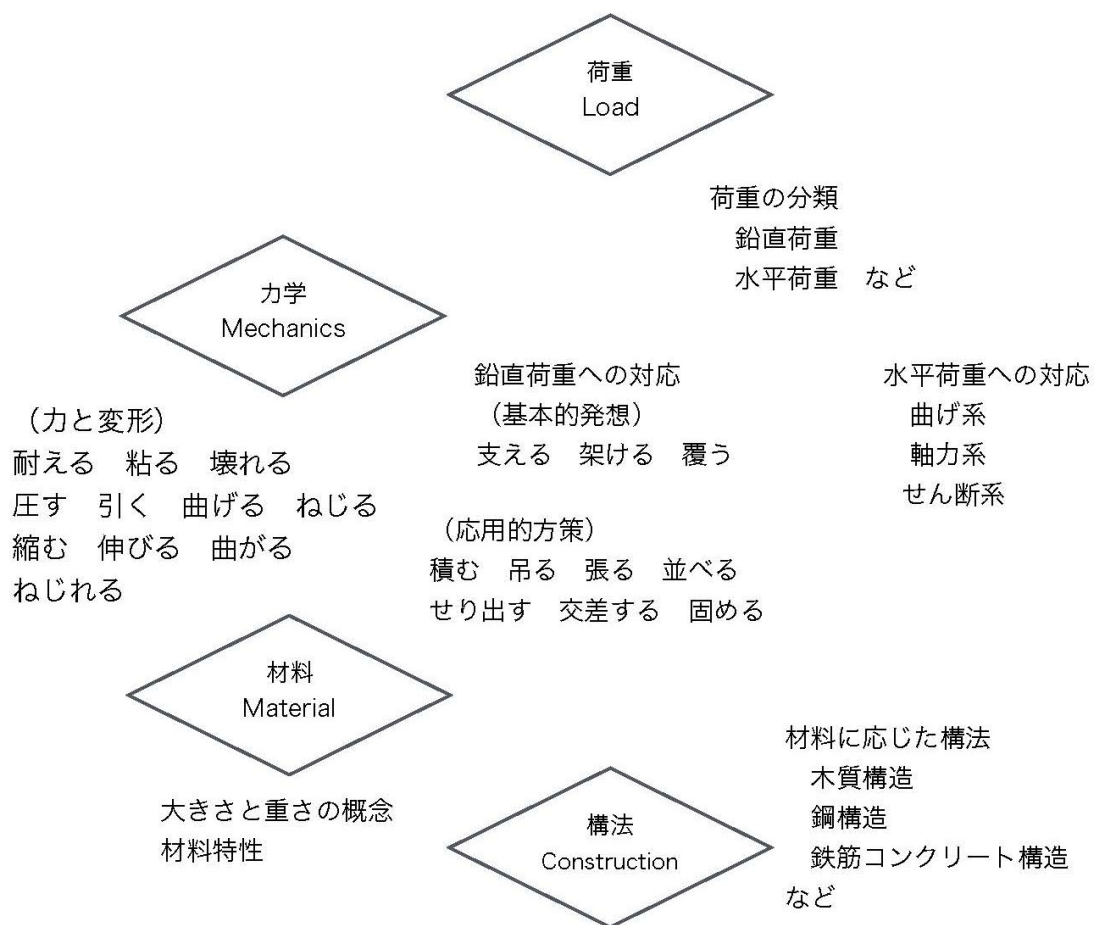 荷重
Load
荷重の分類
鉛直荷重
水平荷重　など
力学
Mechanics
（力と変形）
耐える　粘る　壊れる
圧す　引く　曲げる　ねじる
縮む　伸びる　曲がる
ねじれる
鉛直荷重への対応
（基本的発想）
支える　架ける　覆う
（応用的方策）
積む　吊る　張る　並べる
せり出す　交差する　固める
水平荷重への対応
曲げ系
軸力系
せん断系
材料
Material
大きさと重さの概念
材料特性
構法
Construction
材料に応じた構法
木質構造
鋼構造
鉄筋コンクリート構造
など